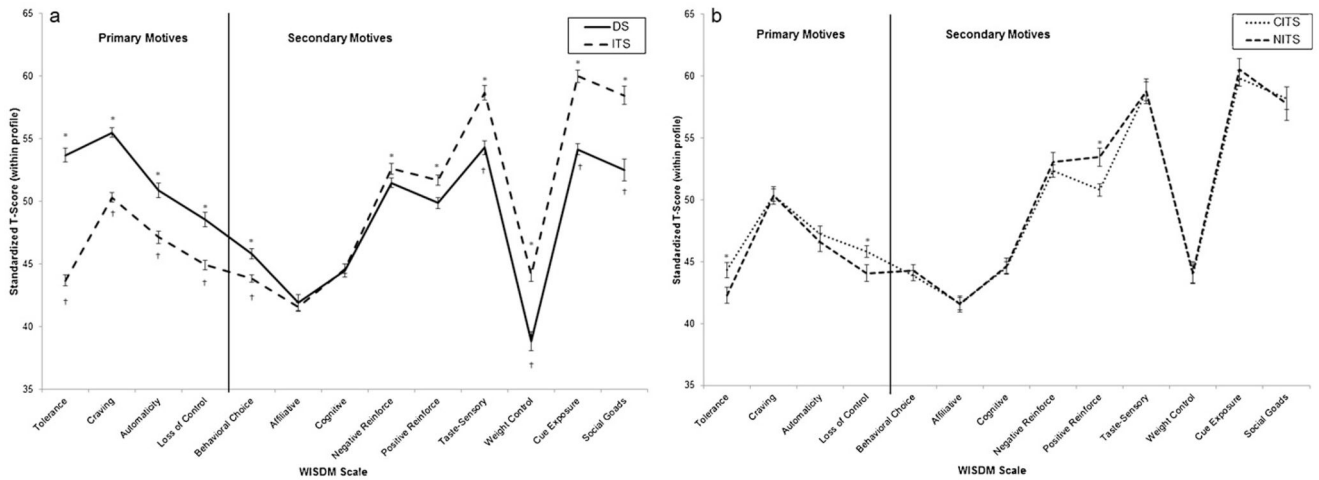 a
65
60
55
50
45
40
35
Standardized T-Score (within profile)
Primary Motives
Secondary Motives
DS
ITS
* * * * * * * * * * *
† † † † † † † † †
Tolerance
Craving
Automaticity
Loss of Control
Behavioral Choice
Affiliative
Cognitive
Negative Reinforce
Positive Reinforce
Taste-Sensory
Weight Control
Cue Exposure
Social Goads
WISDM Scale
b
65
60
55
50
45
40
35
Standardized T-Score (within profile)
Primary Motives
Secondary Motives
CITS
NITS
* * *
Tolerance
Craving
Automaticity
Loss of Control
Behavioral Choice
Affiliative
Cognitive
Negative Reinforce
Positive Reinforce
Taste-Sensory
Weight Control
Cue Exposure
Social Goads
WISDM Scale